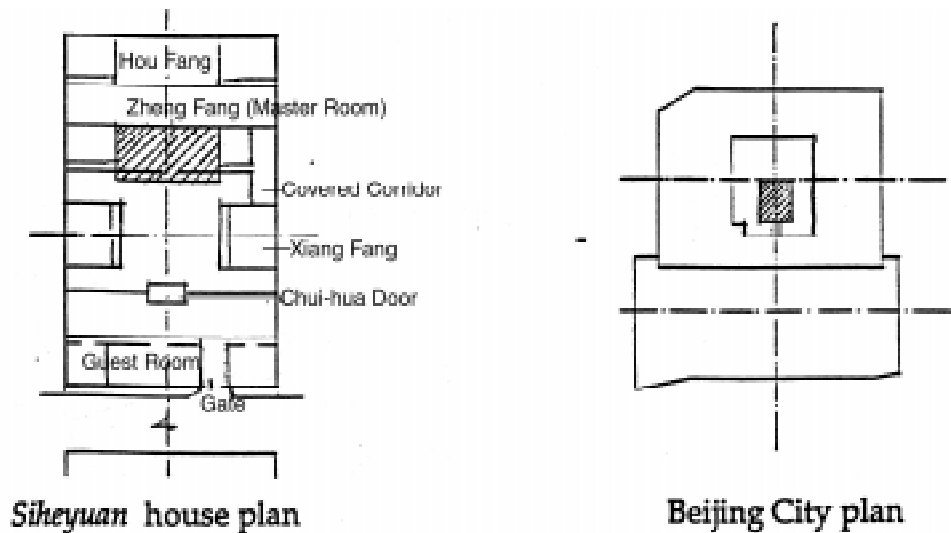 Hou Fang
Zheng Fang (Master Room)
Covered Corridor
Xiang Fang
Chui-hua Door
Guest Room
Gate
Siheyuan house plan
Beijing City plan